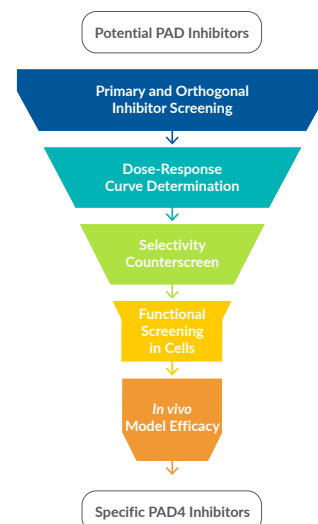 Potential PAD Inhibitors
Primary and Orthogonal
Inhibitor Screening
Dose-Response
Curve Determination
Selectivity
Counterscreen
Functional
Screening
in Cells
In vivo
Model Efficacy
Specific PAD4 Inhibitors